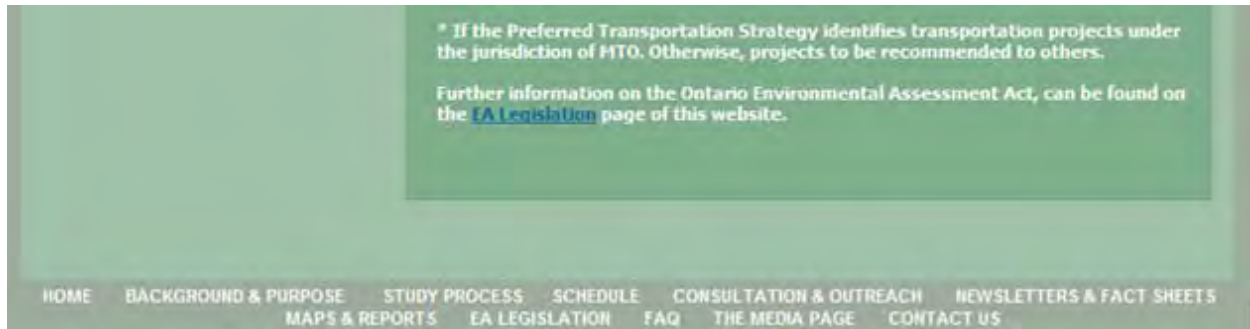 * If the Preferred Transportation Strategy identifies transportation projects under
the jurisdiction of MTO. Otherwise, projects to be recommended to others.
Further information on the Ontario Environmental Assessment Act, can be found on
the EA Legislation page of this website.
HOME BACKGROUND & PURPOSE STUDY PROCESS SCHEDULE CONSULTATION & OUTREACH NEWSLETTERS & FACT SHEETS
MAPS & REPORTS EA LEGISLATION FAQ THE MEDIA PAGE CONTACT US